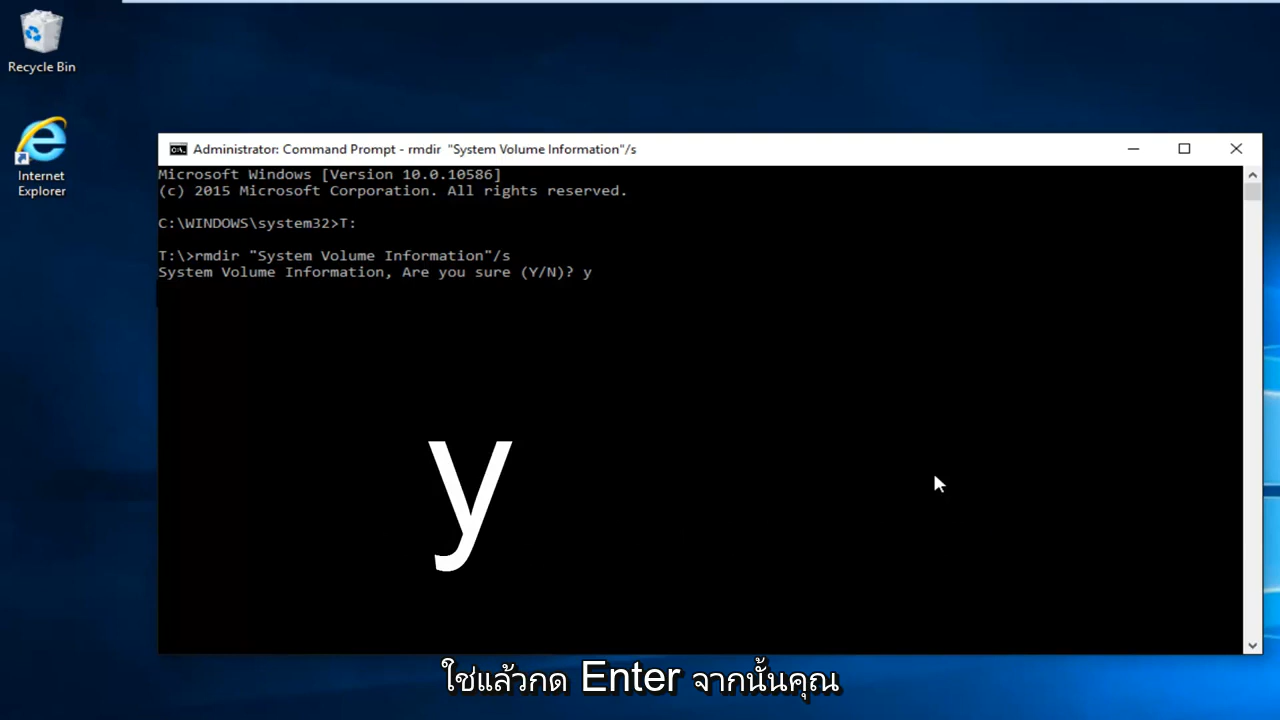 Recycle Bin
Internet
Explorer
Administrator: Command Prompt - rmdir "System Volume Information"/s
Microsoft Windows [Version 10.0.10586]
(c) 2015 Microsoft Corporation. All rights reserved.
C:\WINDOWS\system32>T:
T:\>rmdir "System Volume Information"/s
System Volume Information, Are you sure (Y/N)? y
y
ใช่แล้วกด Enter จากนั้นคุณ